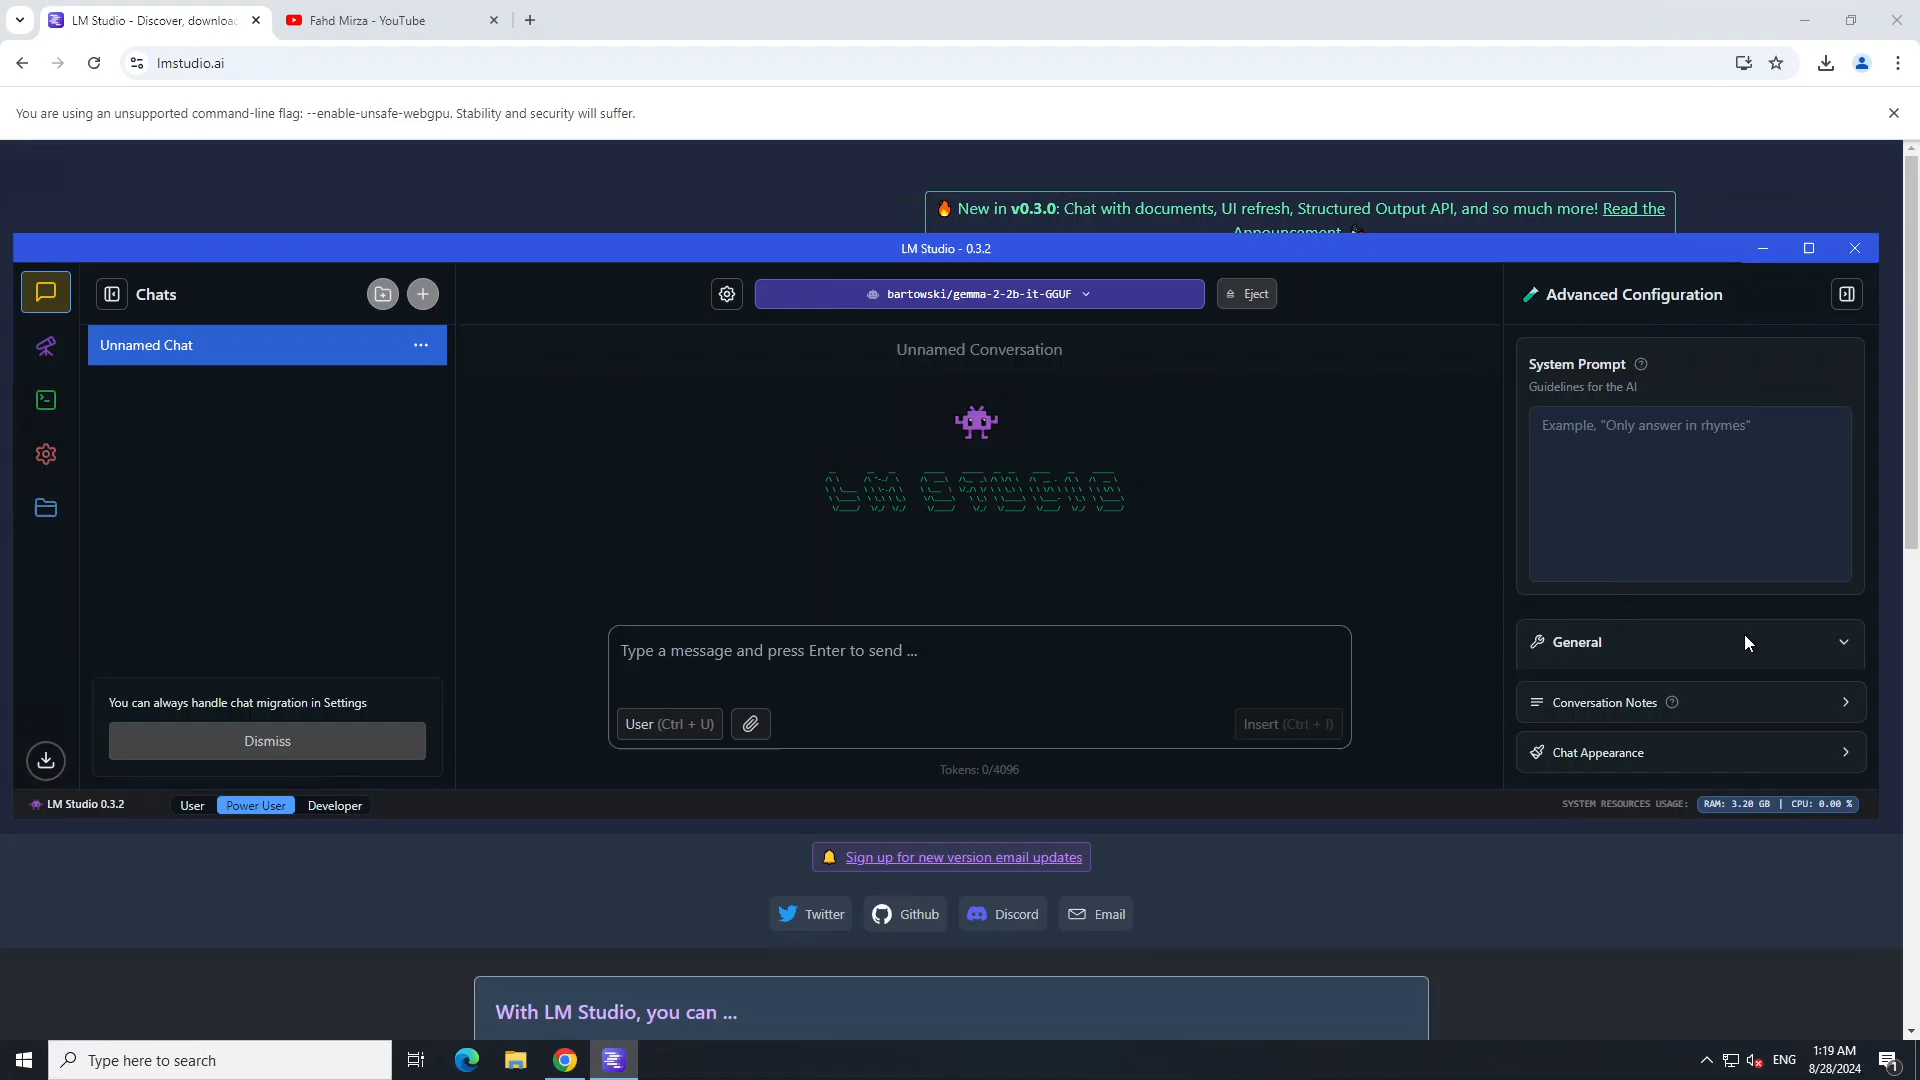 LM Studio - Discover, download
Fahd Mirza - YouTube
lmstudio.ai
You are using an unsupported command-line flag: --enable-unsafe-webgpu. Stability and security will suffer.
🔥 New in v0.3.0: Chat with documents, UI refresh, Structured Output API, and so much more! Read the
Announcement
LM Studio - 0.3.2
Chats
bartowski/gemma-2-2b-it-GGUF
Eject
Advanced Configuration
Unnamed Chat
Unnamed Conversation
System Prompt
Guidelines for the AI
Example, "Only answer in rhymes"
LM STUDIO
General
Type a message and press Enter to send ...
User (Ctrl + U)
Insert (Ctrl + I)
Tokens: 0/4096
You can always handle chat migration in Settings
Dismiss
Conversation Notes
Chat Appearance
LM Studio 0.3.2
User
Power User
Developer
SYSTEM RESOURCES USAGE:
RAM: 3.20 GB | CPU: 0.00 %
Sign up for new version email updates
Twitter
Github
Discord
Email
With LM Studio, you can ...
Type here to search
ENG
1:19 AM
8/28/2024
1